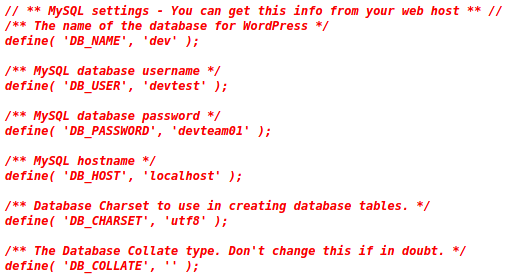 // ** MySQL settings - You can get this info from your web host ** //
/** The name of the database for WordPress */
define( 'DB_NAME', 'dev' );

/** MySQL database username */
define( 'DB_USER', 'devtest' );

/** MySQL database password */
define( 'DB_PASSWORD', 'devteam01' );

/** MySQL hostname */
define( 'DB_HOST', 'localhost' );

/** Database Charset to use in creating database tables. */
define( 'DB_CHARSET', 'utf8' );

/** The Database Collate type. Don't change this if in doubt. */
define( 'DB_COLLATE', '' );